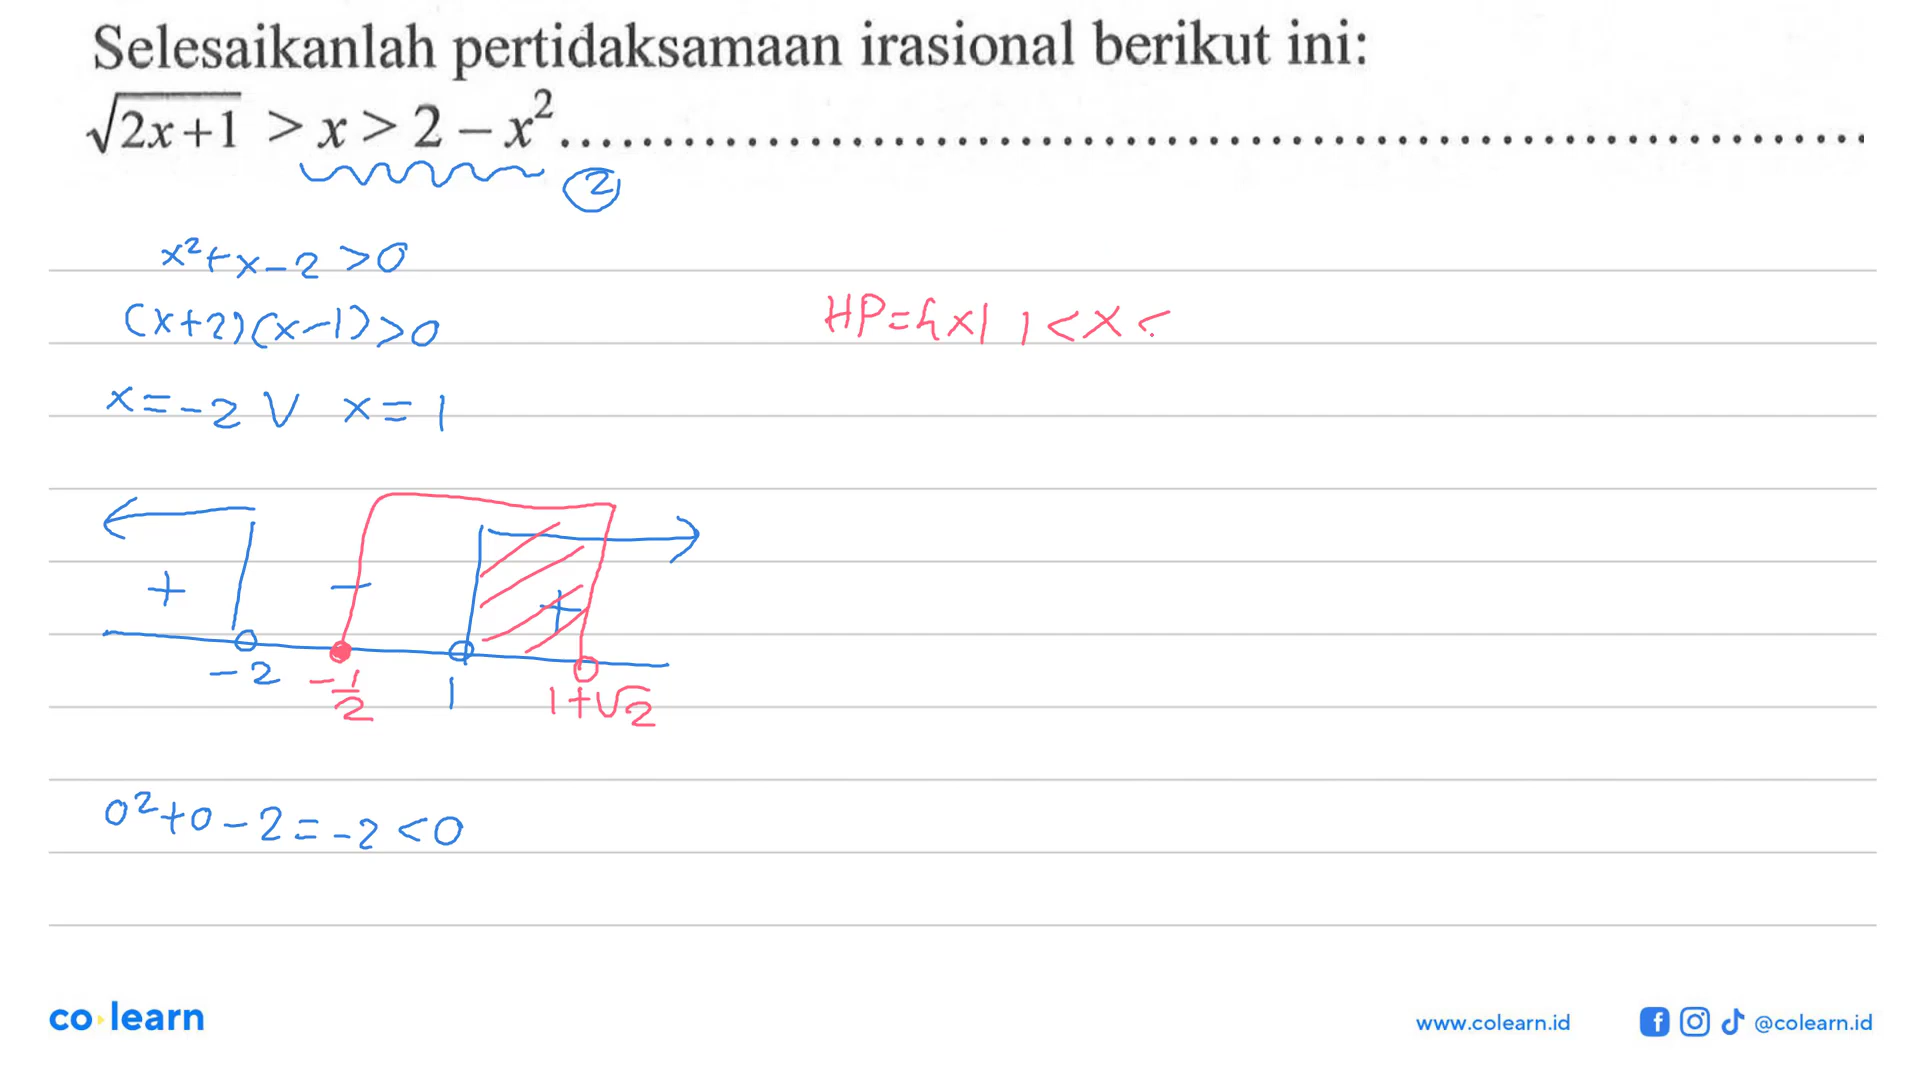 Selesaikanlah pertidaksamaan irasional berikut ini:
√2x+1 > x > 2 – x²..................................................
2
x²+x-2 >0
(x+2)(x-1)>0
HP={x| 1<x<
x=-2 V x=1
+ - +
-2 -1/2 1 1+√2
0²+0-2=-2<0
co learn
www.colearn.id @colearn.id